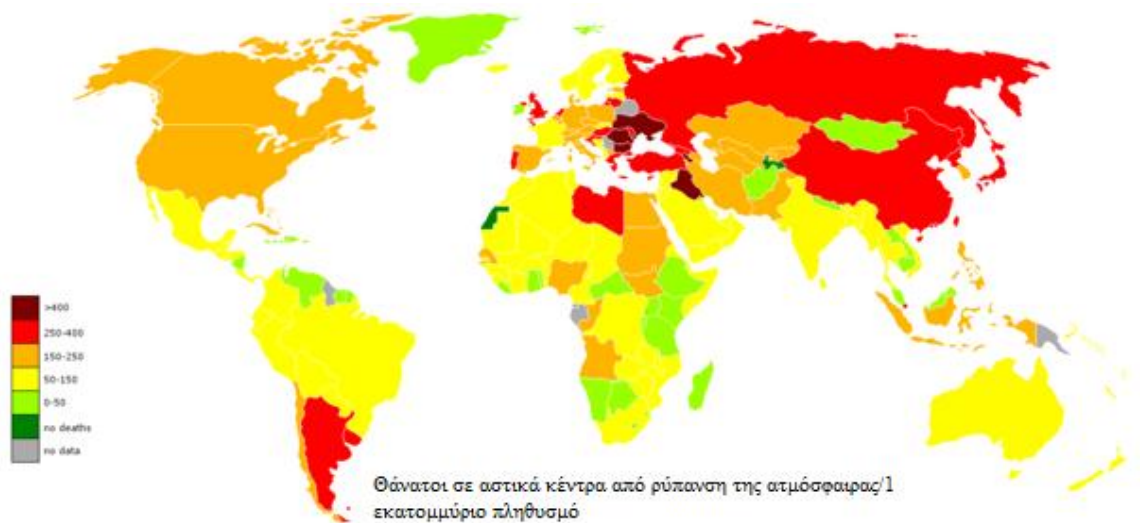 >400
250-400
150-250
50-150
0-50
no deaths
no data
Θάνατοι σε αστικά κέντρα από ρύπανση της ατμόσφαιρας/1
εκατομμύριο πληθυσμό